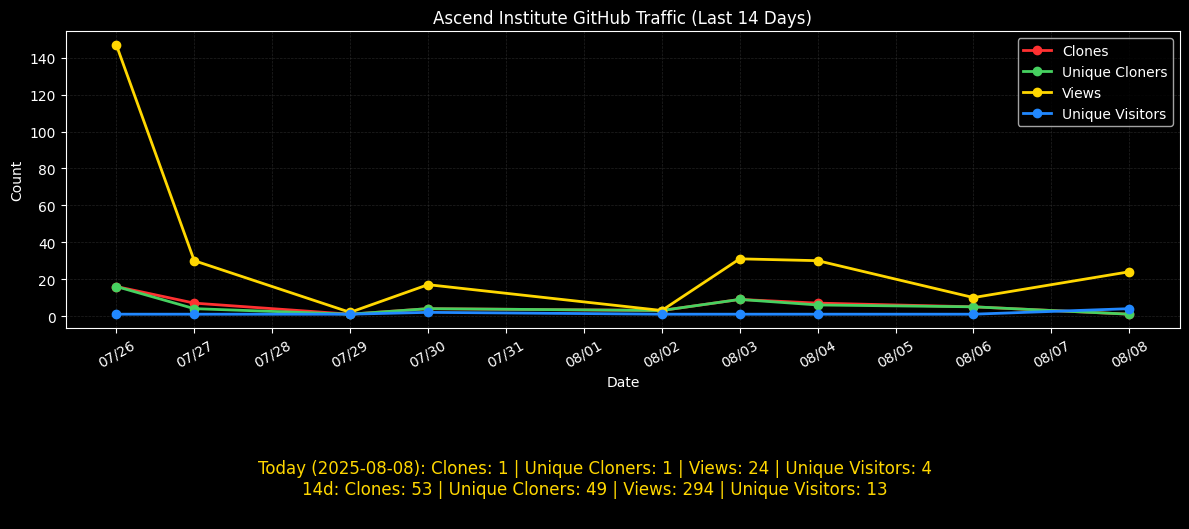 Ascend Institute GitHub Traffic (Last 14 Days)
Clones
Unique Cloners
Views
Unique Visitors
Count
140
120
100
80
60
40
20
0
07/26 07/27 07/28 07/29 07/30 07/31 08/01 08/02 08/03 08/04 08/05 08/06 08/07 08/08
Date
Today (2025-08-08): Clones: 1 | Unique Cloners: 1 | Views: 24 | Unique Visitors: 4
14d: Clones: 53 | Unique Cloners: 49 | Views: 294 | Unique Visitors: 13